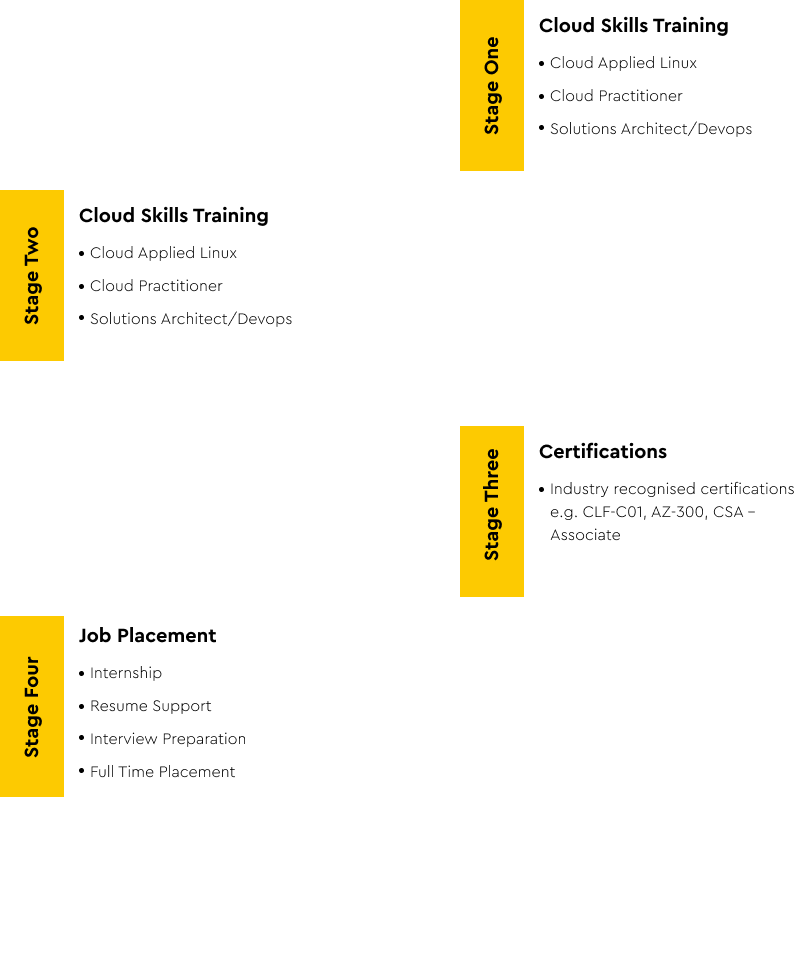 Stage One
Cloud Skills Training
• Cloud Applied Linux
• Cloud Practitioner
• Solutions Architect/Devops
Stage Two
Cloud Skills Training
• Cloud Applied Linux
• Cloud Practitioner
• Solutions Architect/Devops
Stage Three
Certifications
• Industry recognised certifications
e.g. CLF-C01, AZ-300, CSA –
Associate
Stage Four
Job Placement
• Internship
• Resume Support
• Interview Preparation
• Full Time Placement